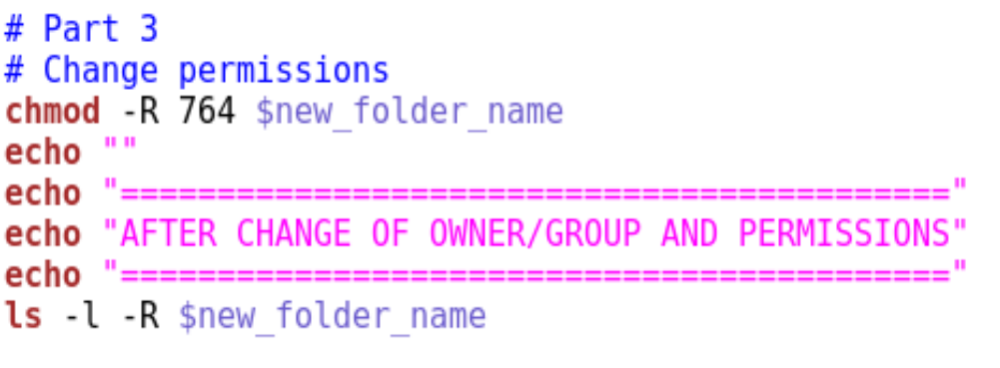 # Part 3
# Change permissions
chmod -R 764 $new_folder_name
echo ""
echo "==========================================="
echo "AFTER CHANGE OF OWNER/GROUP AND PERMISSIONS"
echo "==========================================="
ls -l -R $new_folder_name